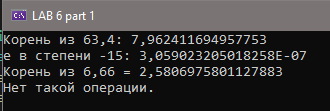 LAB 6 part 1
Корень из 63,4: 7,962411694957753
е в степени -15: 3,059023205018258E-07
Корень из 6,66 = 2,5806975801127883
Нет такой операции.